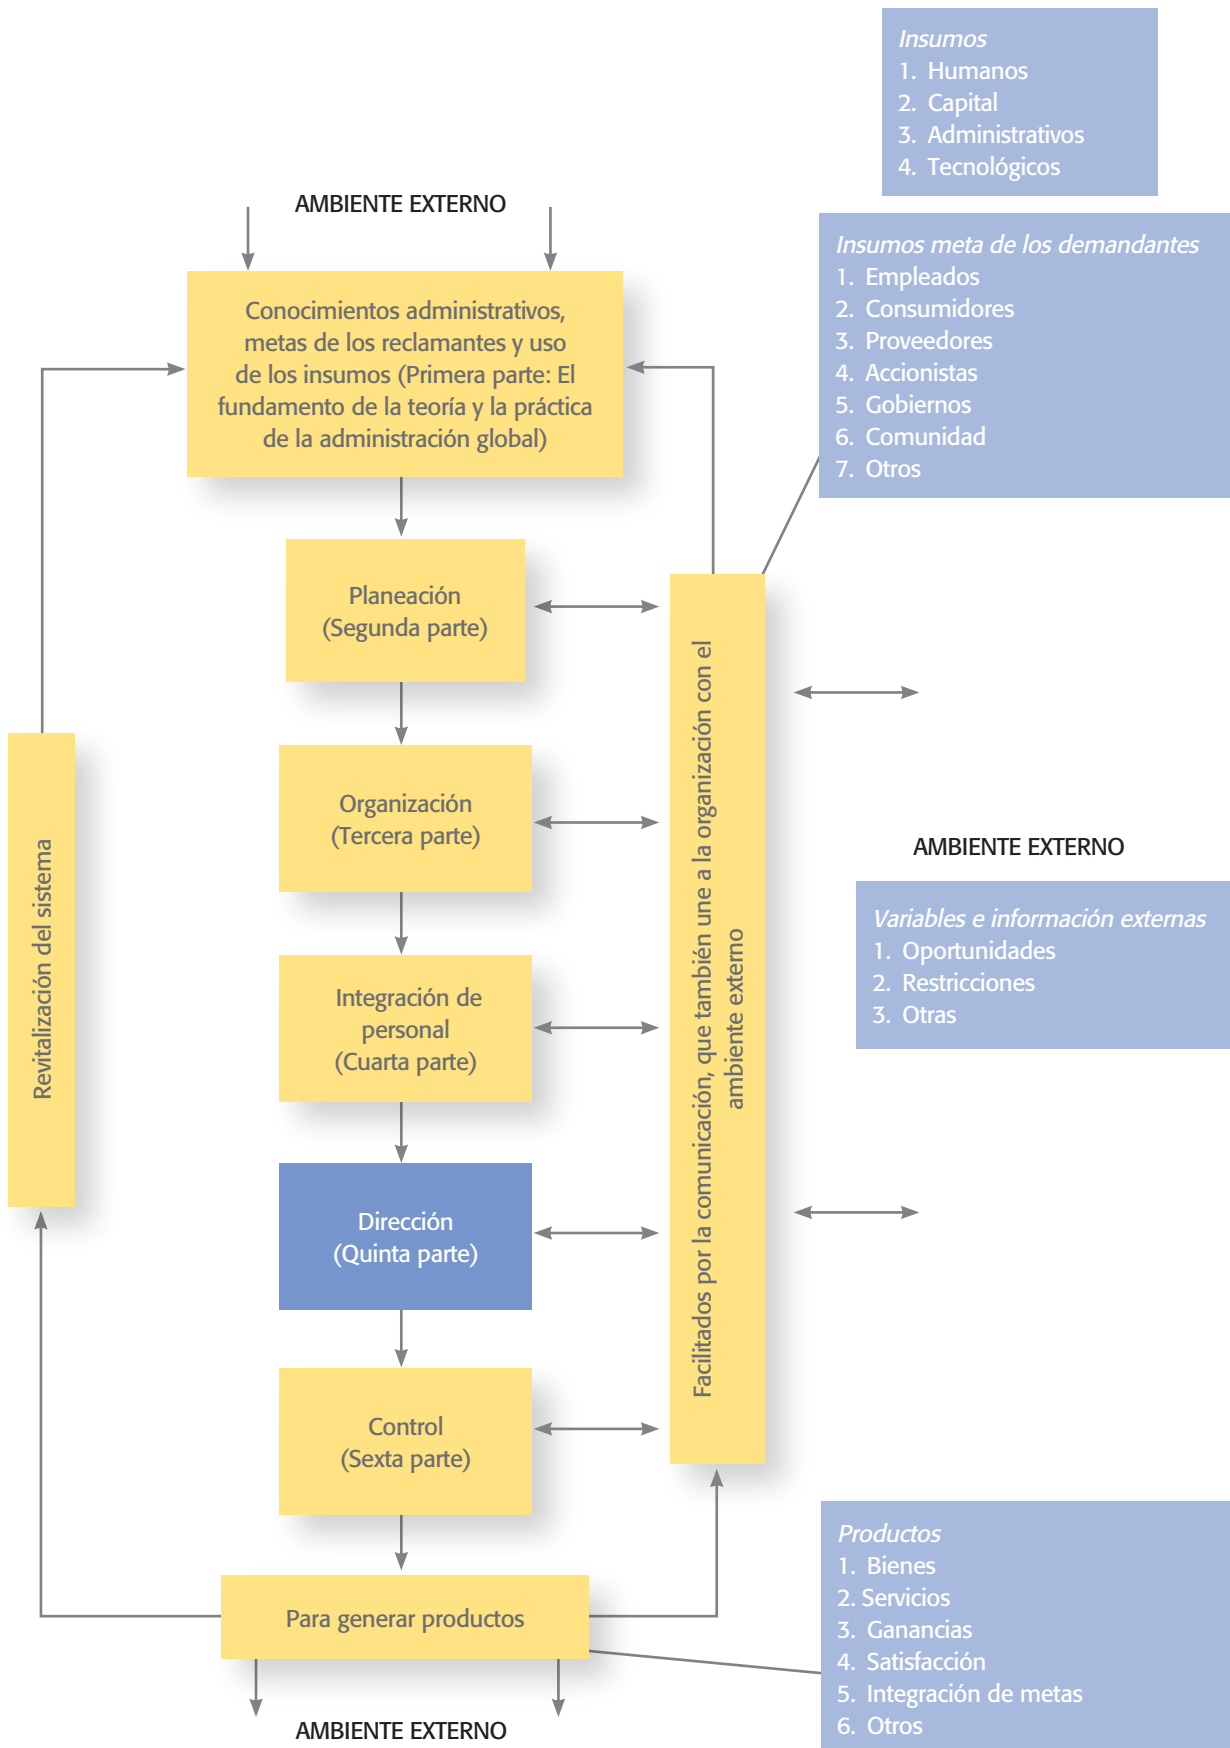 Insumos
1. Humanos
2. Capital
3. Administrativos
4. Tecnológicos
AMBIENTE EXTERNO
Insumos meta de los demandantes
1. Empleados
2. Consumidores
3. Proveedores
4. Accionistas
5. Gobiernos
6. Comunidad
7. Otros
Conocimientos administrativos,
metas de los reclamantes y uso
de los insumos (Primera parte: El
fundamento de la teoría y la práctica
de la administración global)
Planeación
(Segunda parte)
Organización
(Tercera parte)
Integración de
personal
(Cuarta parte)
Dirección
(Quinta parte)
Control
(Sexta parte)
Para generar productos
AMBIENTE EXTERNO
Revitalización del sistema
Facilitados por la comunicación, que también une a la organización con el
ambiente externo
AMBIENTE EXTERNO
Variables e información externas
1. Oportunidades
2. Restricciones
3. Otras
Productos
1. Bienes
2. Servicios
3. Ganancias
4. Satisfacción
5. Integración de metas
6. Otros